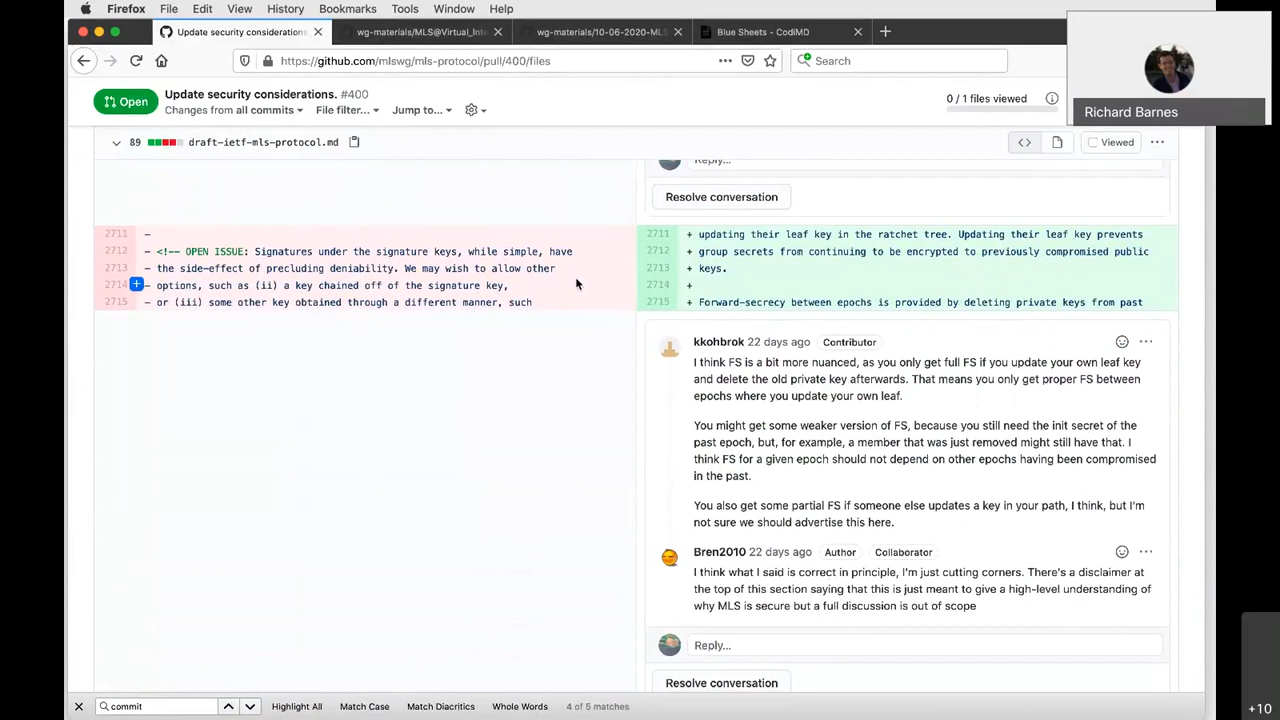 Firefox File Edit View History Bookmarks Tools Window Help
Update security considerations. wg-materials/MLS@Virtual_Inte wg-materials/10-06-2020-MLS Blue Sheets - CodiMD
https://github.com/mlswg/mls-protocol/pull/400/files Search
Richard Barnes
Open Update security considerations. #400
Changes from all commits File filter... Jump to...
0 / 1 files viewed
89 draft-ietf-mls-protocol.md Viewed
Reply...
Resolve conversation
2711 -
2712 - <!-- OPEN ISSUE: Signatures under the signature keys, while simple, have
2713 - the side-effect of precluding deniability. We may wish to allow other
2714 - options, such as (ii) a key chained off of the signature key,
2715 - or (iii) some other key obtained through a different manner, such
2711 + updating their leaf key in the ratchet tree. Updating their leaf key prevents
2712 + group secrets from continuing to be encrypted to previously compromised public
2713 + keys.
2714 +
2715 + Forward-secrecy between epochs is provided by deleting private keys from past
kkohbrok 22 days ago Contributor
I think FS is a bit more nuanced, as you only get full FS if you update your own leaf key
and delete the old private key afterwards. That means you only get proper FS between
epochs where you update your own leaf.
You might get some weaker version of FS, because you still need the init secret of the
past epoch, but, for example, a member that was just removed might still have that. I
think FS for a given epoch should not depend on other epochs having been compromised
in the past.
You also get some partial FS if someone else updates a key in your path, I think, but I'm
not sure we should advertise this here.
Bren2010 22 days ago Author Collaborator
I think what I said is correct in principle, I'm just cutting corners. There's a disclaimer at
the top of this section saying that this is just meant to give a high-level understanding of
why MLS is secure but a full discussion is out of scope
Reply...
Resolve conversation
commit Highlight All Match Case Match Diacritics Whole Words 4 of 5 matches
+10